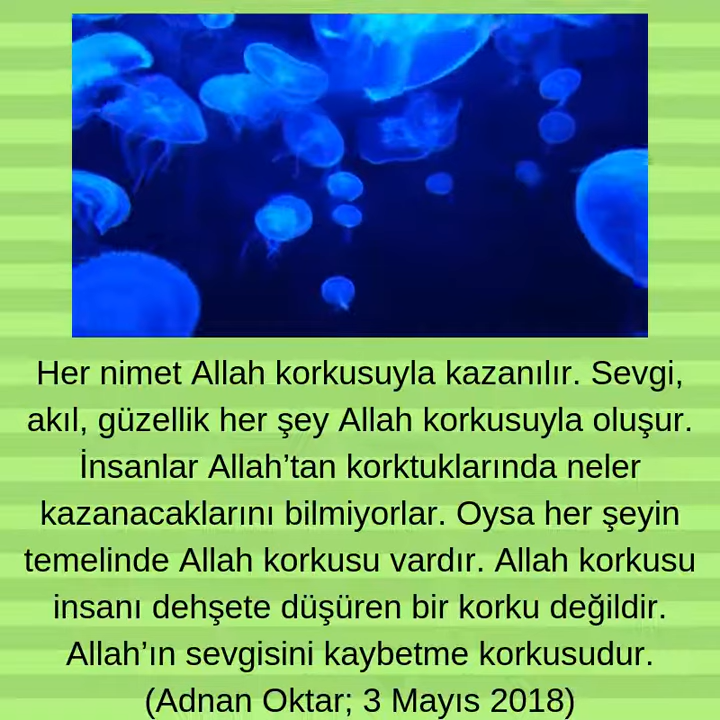 Her nimet Allah korkusuyla kazanılır. Sevgi,
akıl, güzellik her şey Allah korkusuyla oluşur.
İnsanlar Allah’tan korktuklarında neler
kazanacaklarını bilmiyorlar. Oysa her şeyin
temelinde Allah korkusu vardır. Allah korkusu
insanı dehşete düşüren bir korku değildir.
Allah’ın sevgisini kaybetme korkusudur.
(Adnan Oktar; 3 Mayıs 2018)